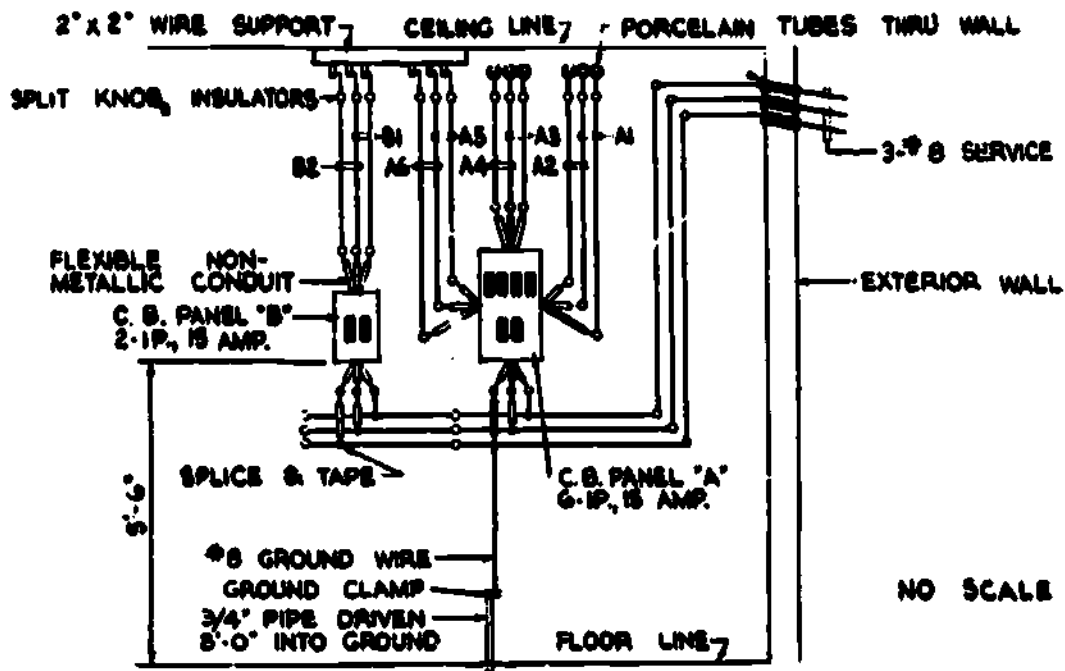 2" X 2" WIRE SUPPORT
CEILING LINE
PORCELAIN TUBES THRU WALL
SPLIT KNOB INSULATORS
B1
A5
A3
A1
B2
A6
A4
A2
3-#8 SERVICE
FLEXIBLE NON-
METALLIC CONDUIT
EXTERIOR WALL
C. B. PANEL "B"
2-1P., 15 AMP.
SPLICE & TAPE
C. B. PANEL "A"
6-1P., 15 AMP.
5'-6"
#8 GROUND WIRE
GROUND CLAMP
3/4" PIPE DRIVEN
8'-0" INTO GROUND
NO SCALE
FLOOR LINE